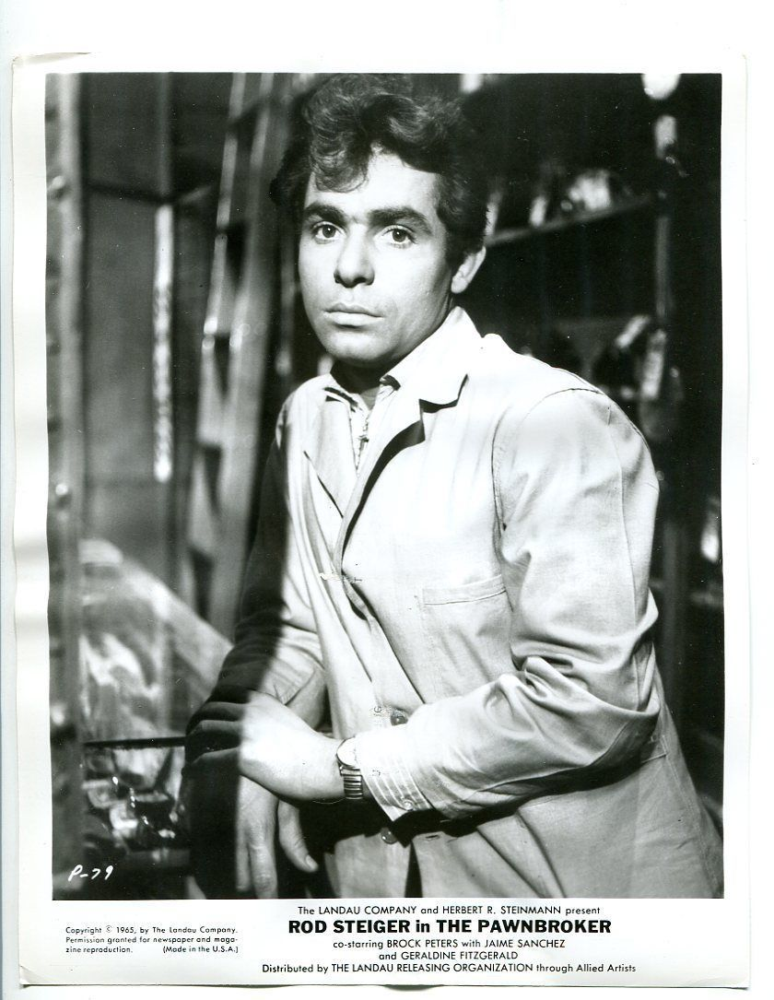 P-79
The LANDAU COMPANY and HERBERT R. STEINMANN present
ROD STEIGER in THE PAWNBROKER
co-starring BROCK PETERS with JAIME SANCHEZ
and GERALDINE FITZGERALD
Distributed by THE LANDAU RELEASING ORGANIZATION through Allied Artists
Copyright © 1965, by The Landau Company.
Permission granted for newspaper and maga-
zine reproduction. (Made in the U.S.A.)